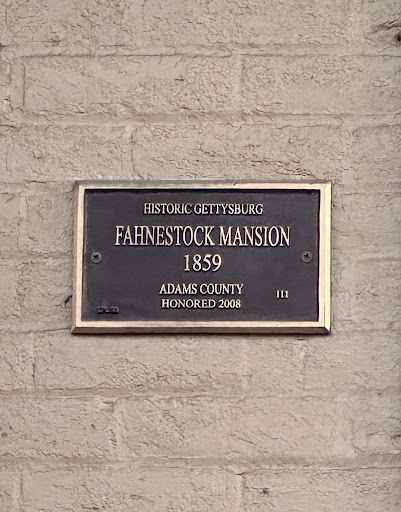 HISTORIC GETTYSBURG
FAHNESTOCK MANSION
1859
ADAMS COUNTY
HONORED 2008
111